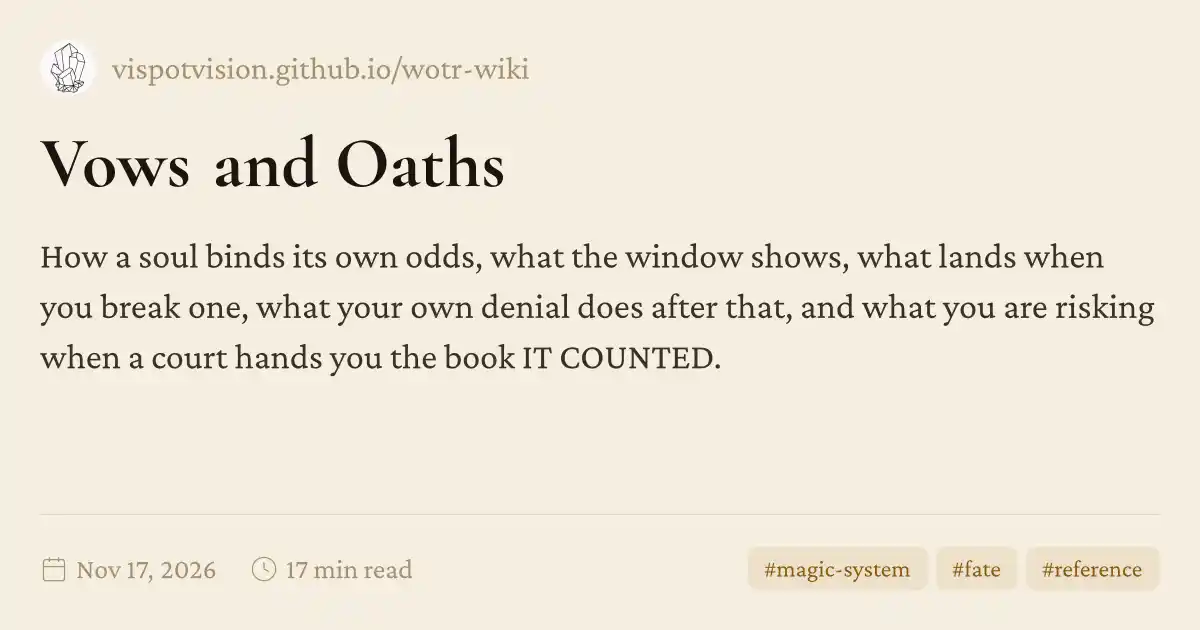 vispotvision.github.io/wotr-wiki
Vows and Oaths
How a soul binds its own odds, what the window shows, what lands when
you break one, what your own denial does after that, and what you are risking
when a court hands you the book IT COUNTED.
Nov 17, 2026
17 min read
#magic-system
#fate
#reference